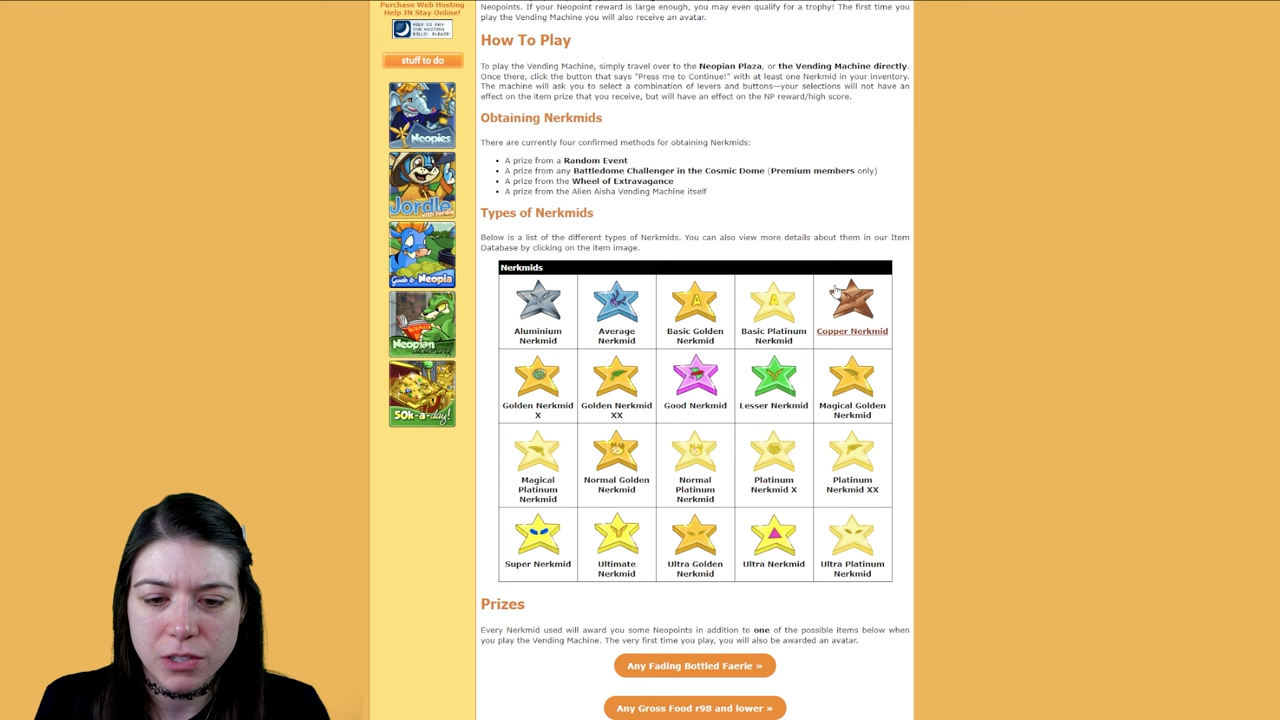 Purchase Web Hosting
Help JN Stay Online!
HELP US PAY
OUR HOSTING
BILLS! PLEASE!
stuff to do
Neopies
Jordle
with Jordie
Guide to Neopia
Neopian
dictionary
50k-a-day!
Neopoints. If your Neopoint reward is large enough, you may even qualify for a trophy! The first time you
play the Vending Machine you will also receive an avatar.
How To Play
To play the Vending Machine, simply travel over to the Neopian Plaza, or the Vending Machine directly.
Once there, click the button that says "Press me to Continue!" with at least one Nerkmid in your inventory.
The machine will ask you to select a combination of levers and buttons—your selections will not have an
effect on the item prize that you receive, but will have an effect on the NP reward/high score.
Obtaining Nerkmids
There are currently four confirmed methods for obtaining Nerkmids:
• A prize from a Random Event
• A prize from any Battledome Challenger in the Cosmic Dome (Premium members only)
• A prize from the Wheel of Extravagance
• A prize from the Alien Aisha Vending Machine itself
Types of Nerkmids
Below is a list of the different types of Nerkmids. You can also view more details about them in our Item
Database by clicking on the item image.
Nerkmids
Aluminium
Nerkmid
Average
Nerkmid
Basic Golden
Nerkmid
Basic Platinum
Nerkmid
Copper Nerkmid
Golden Nerkmid
X
Golden Nerkmid
XX
Good Nerkmid
Lesser Nerkmid
Magical Golden
Nerkmid
Magical
Platinum
Nerkmid
Normal Golden
Nerkmid
Normal
Platinum
Nerkmid
Platinum
Nerkmid X
Platinum
Nerkmid XX
Super Nerkmid
Ultimate
Nerkmid
Ultra Golden
Nerkmid
Ultra Nerkmid
Ultra Platinum
Nerkmid
Prizes
Every Nerkmid used will award you some Neopoints in addition to one of the possible items below when
you play the Vending Machine. The very first time you play, you will also be awarded an avatar.
Any Fading Bottled Faerie »
Any Gross Food r98 and lower »